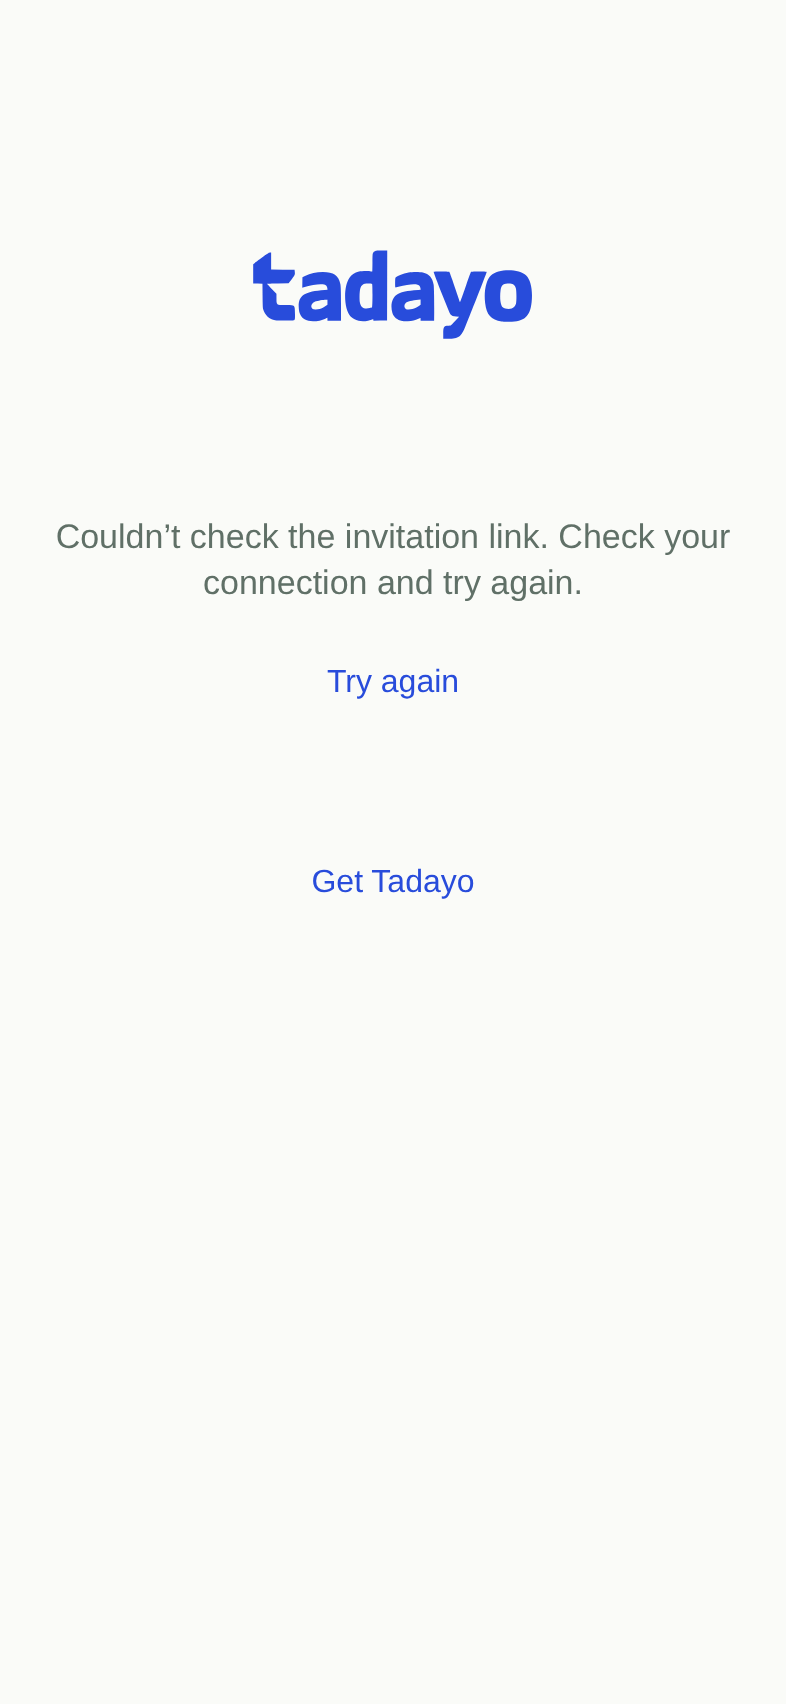 tadayo
Couldn’t check the invitation link. Check your
connection and try again.
Try again
Get Tadayo